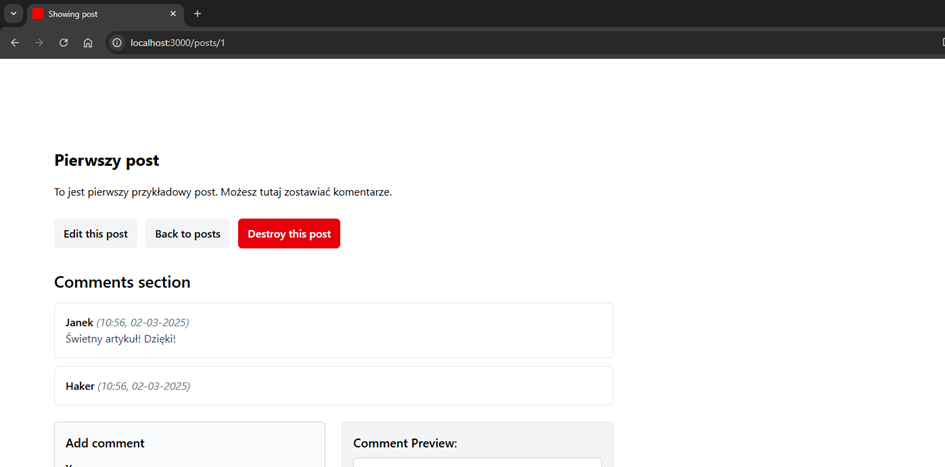 Showing post
localhost:3000/posts/1
Pierwszy post
To jest pierwszy przykładowy post. Możesz tutaj zostawiać komentarze.
Edit this post Back to posts Destroy this post
Comments section
Janek (10:56, 02-03-2025)
Świetny artykuł! Dzięki!
Haker (10:56, 02-03-2025)
Add comment
Comment Preview: